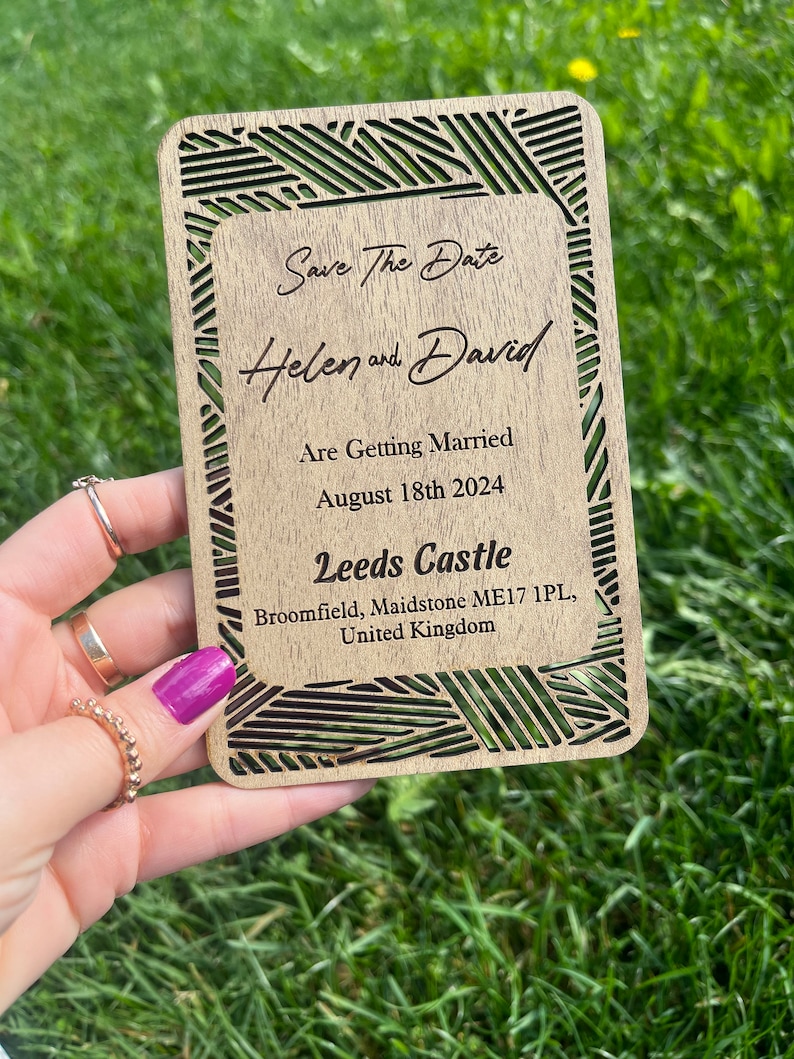 Save The Date
Helen and David
Are Getting Married
August 18th 2024
Leeds Castle
Broomfield, Maidstone ME17 1PL,
United Kingdom